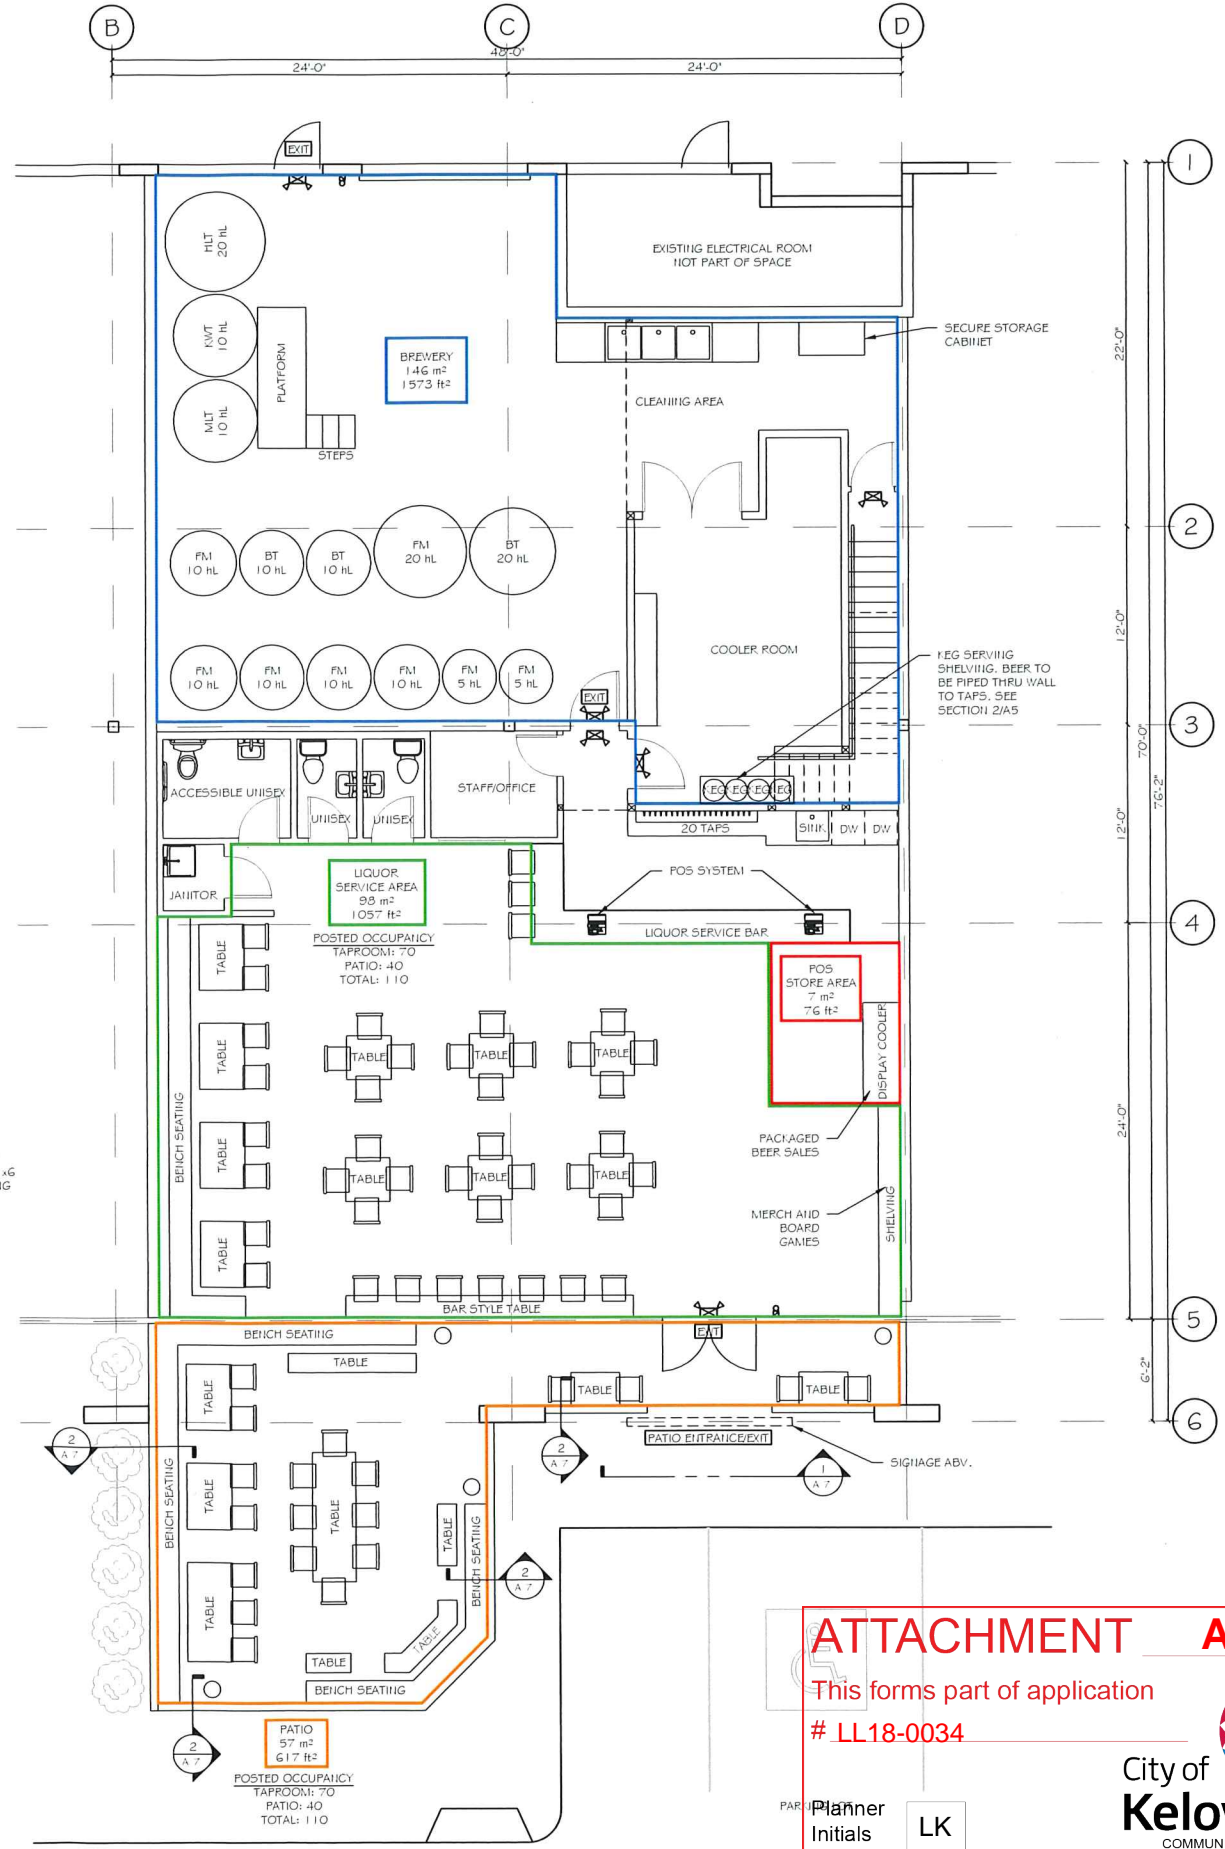 B
C
D
48'-0"
24'-0"
24'-0"
EXIT
1
HLT
20 hL
EXISTING ELECTRICAL ROOM
NOT PART OF SPACE
KWT
10 hL
PLATFORM
BREWERY
146 m²
1573 ft²
SECURE STORAGE
CABINET
22'-0"
MLT
10 hL
CLEANING AREA
STEPS
2
FM
10 hL
BT
10 hL
BT
10 hL
FM
20 hL
BT
20 hL
12'-0"
COOLER ROOM
KEG SERVING
SHELVING. BEER TO
BE PIPED THRU WALL
TO TAPS. SEE
SECTION 2/A5
FM
10 hL
FM
10 hL
FM
10 hL
FM
10 hL
FM
5 hL
FM
5 hL
EXIT
3
70'-0"
76'-2"
ACCESSIBLE UNISEX
UNISEX
UNISEX
STAFF/OFFICE
KEG
KEG
KEG
KEG
12'-0"
20 TAPS
SINK
DW
DW
JANITOR
LIQUOR
SERVICE AREA
98 m²
1057 ft²
POS SYSTEM
4
POSTED OCCUPANCY
TAPROOM: 70
PATIO: 40
TOTAL: 110
LIQUOR SERVICE BAR
TABLE
POS
STORE AREA
7 m²
76 ft²
DISPLAY COOLER
TABLE
TABLE
TABLE
TABLE
BENCH SEATING
PACKAGED
BEER SALES
24'-0"
x6
TABLE
TABLE
TABLE
TABLE
MERCH AND
BOARD
GAMES
SHELVING
TABLE
BAR STYLE TABLE
5
BENCH SEATING
EXIT
TABLE
TABLE
TABLE
TABLE
6'-2"
6
PATIO ENTRANCE/EXIT
SIGNAGE ABV.
2
A 7
2
A 7
1
A 7
BENCH SEATING
TABLE
TABLE
TABLE
BENCH SEATING
2
A 7
TABLE
TABLE
TABLE
BENCH SEATING
2
A 7
PATIO
57 m²
617 ft²
POSTED OCCUPANCY
TAPROOM: 70
PATIO: 40
TOTAL: 110
ATTACHMENT A
This forms part of application
# LL18-0034
City of
Planner
Initials
LK